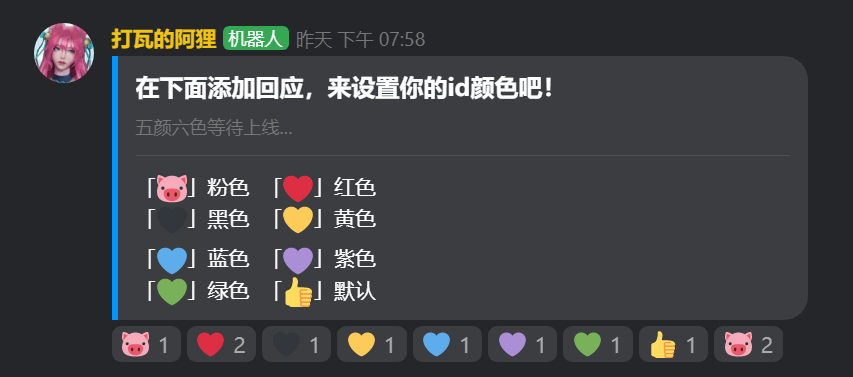 打瓦的阿狸 机器人 昨天 下午 07:58
在下面添加回应，来设置你的id颜色吧！
五颜六色等待上线...
「🐷」粉色 「❤️」红色
「🖤」黑色 「💛」黄色
「💙」蓝色 「💜」紫色
「💚」绿色 「👍」默认
🐷 1 ❤️ 2 🖤 1 💛 1 💙 1 💜 1 💚 1 👍 1 🐷 2